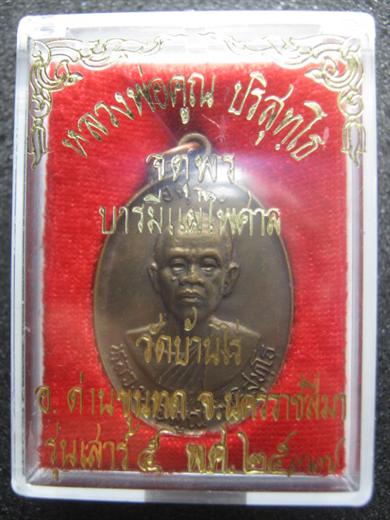 หลวงพ่อคูณ ปริสุทฺโธ
จตุพร
บารมีแผ่ไพศาล
วัดบ้านไร่
อ. ด่านขุนทด จ. นครราชสีมา
รุ่นเสาร์ ๕ พ.ศ. ๒๕๓๗